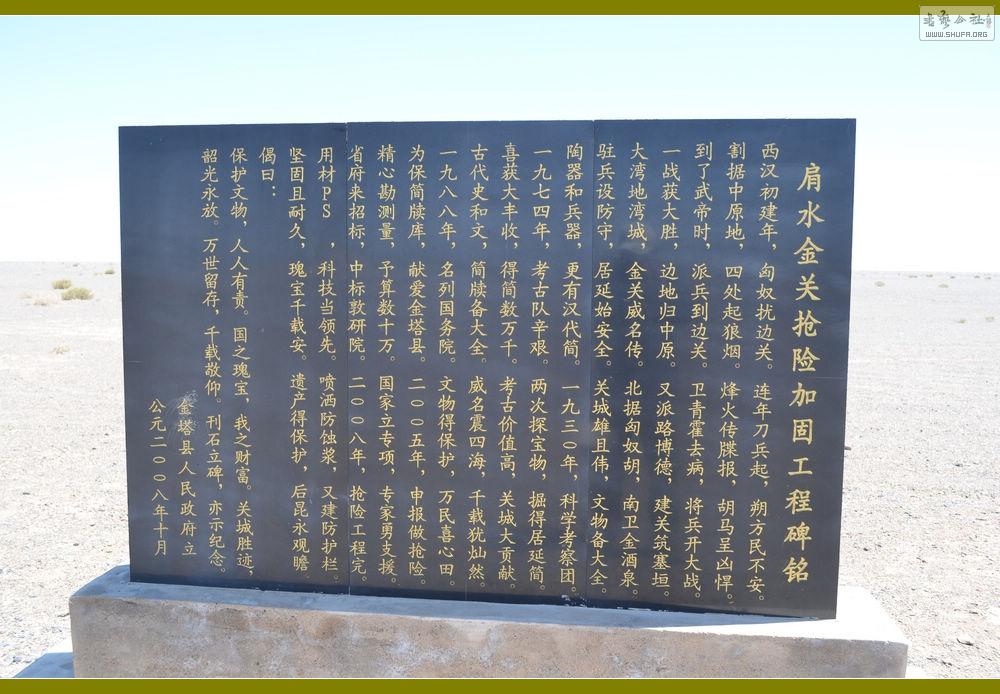 肩水金关抢险加固工程碑铭
西汉初建年，匈奴扰边关。连年刀兵起，朔方民不安。
割据中原地，四处起狼烟。烽火传牒报，胡马呈凶悍。
到了武帝时，派兵到边关。卫青霍去病，将兵开大战。
一战获大胜，边地归中原。又派路博德，建关筑塞垣。
大湾地湾城，金关威名传。北据匈奴胡，南卫金酒泉。
驻兵设防守，居延始安全。关城雄且伟，文物备大全。
陶器和兵器，更有汉代简。一九三〇年，科学考察团。
一九七四年，考古队辛艰。两次探宝物，掘得居延简。
喜获大丰收，得简数万千。考古价值高，关城大贡献。
古代史和文，简牍备大全。威名震四海，千载犹灿然。
一九八八年，名列国务院。文物得保护，万民喜心田。
为保简牍库，献爱金塔县。二〇〇五年，申报做抢险。
精心勘测量，予算数十万。国家立专项，专家勇支援。
省府来招标，中标敦研院。二〇〇八年，抢险工程完。
用材PS，科技当领先。喷洒防蚀浆，又建防护栏。
坚固且耐久，瑰宝千载安。遗产得保护，后昆永观瞻。
偈曰：
保护文物，人人有责。国之瑰宝，我之财富。关城胜迹，
韶光永放。万世留存，千载敬仰。刊石立碑，亦示纪念。
金塔县人民政府立
公元二〇〇八年十月
WWW.SHUFA.ORG